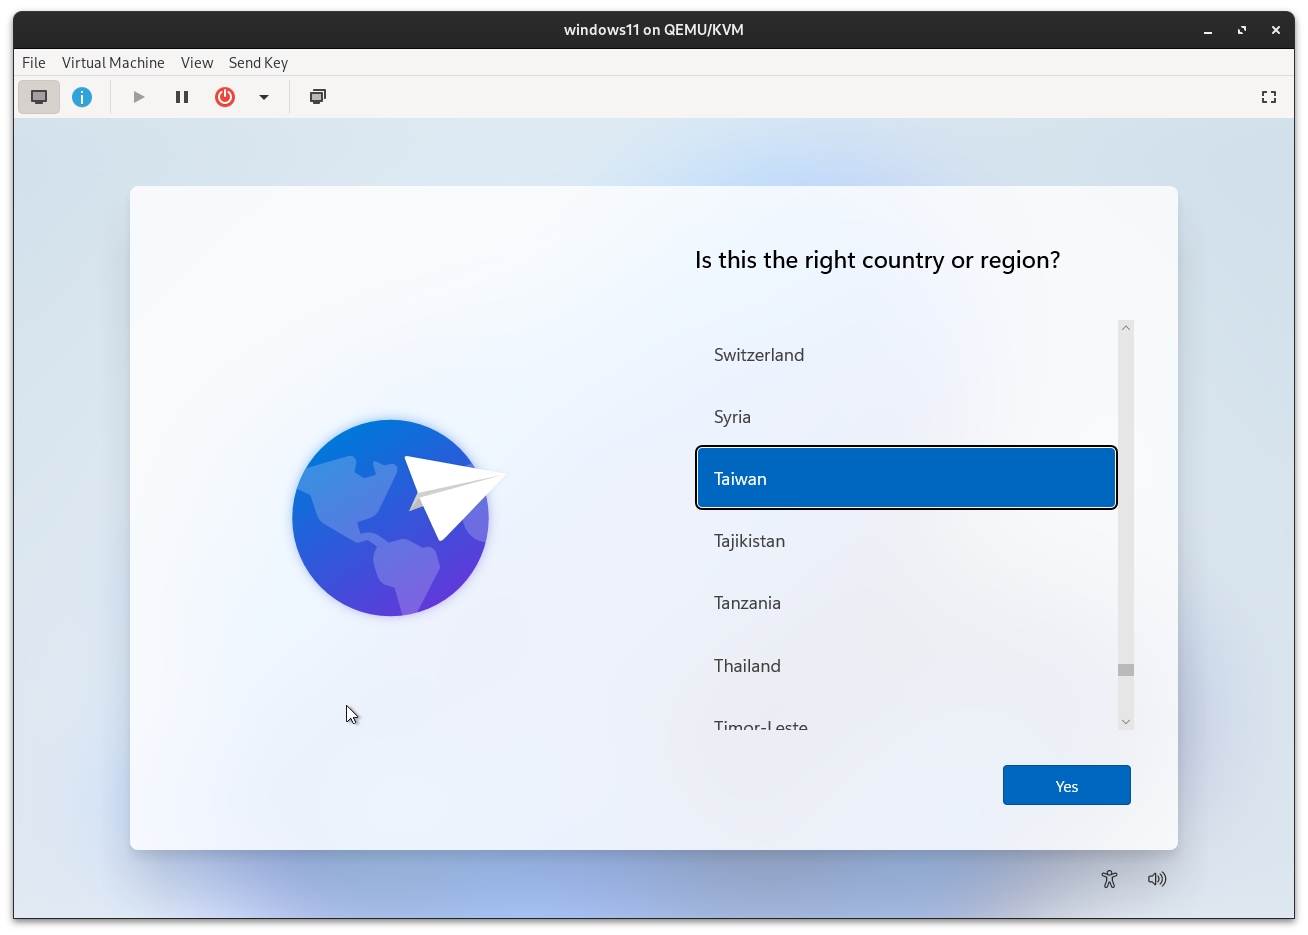 windows11 on QEMU/KVM
File Virtual Machine View Send Key
Is this the right country or region?
Switzerland
Syria
Taiwan
Tajikistan
Tanzania
Thailand
Timor-Leste
Yes